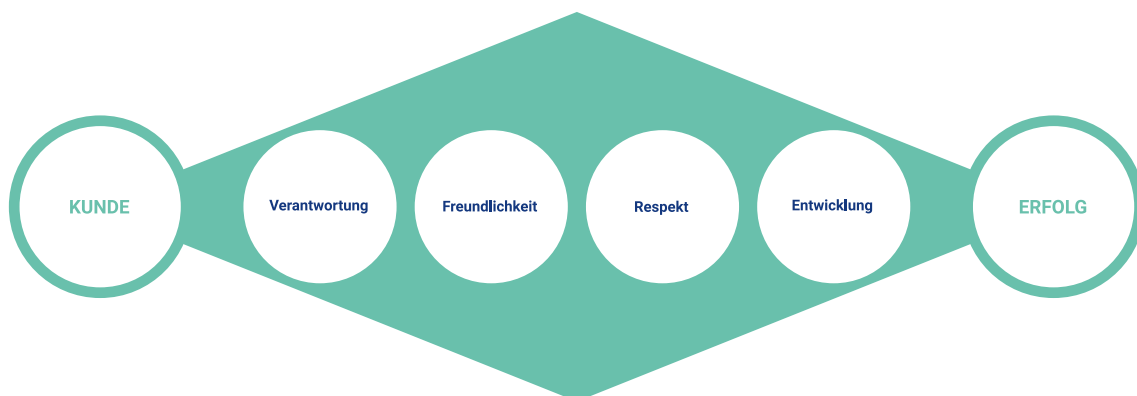 KUNDE
Verantwortung
Freundlichkeit
Respekt
Entwicklung
ERFOLG